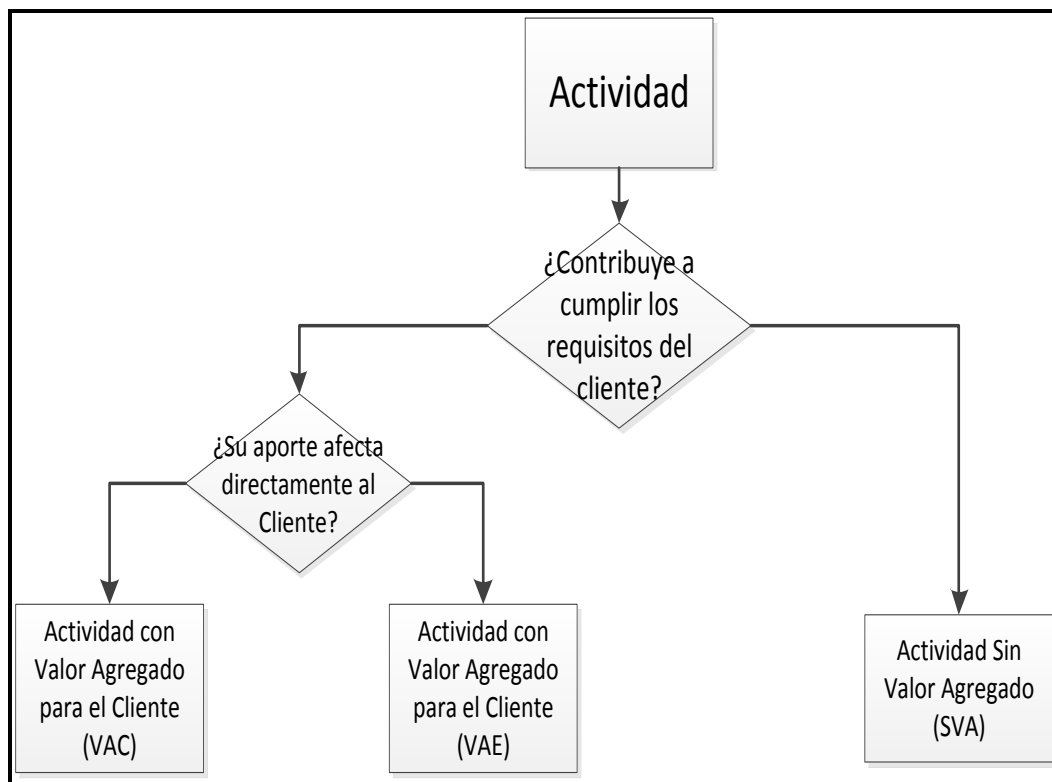 Actividad
¿Contribuye a
cumplir los
requisitos del
cliente?
¿Su aporte afecta
directamente al
Cliente?
Actividad con
Valor Agregado
para el Cliente
(VAC)
Actividad con
Valor Agregado
para el Cliente
(VAE)
Actividad Sin
Valor Agregado
(SVA)